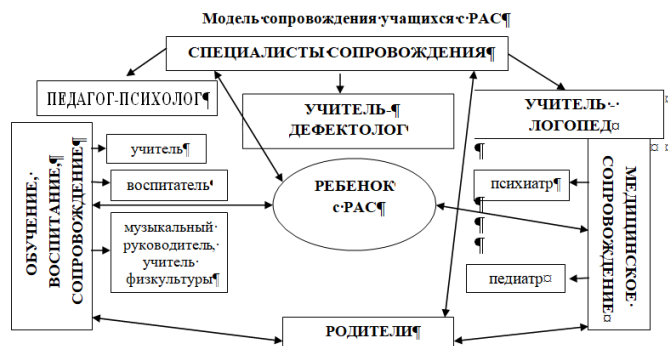 Модель·сопровождения·учащихся·с·РАС¶
СПЕЦИАЛИСТЫ·СОПРОВОЖДЕНИЯ¶
ПЕДАГОГ-ПСИХОЛОГ¶
УЧИТЕЛЬ-¶
ДЕФЕКТОЛОГ
УЧИТЕЛЬ·-·
ЛОГОПЕД¤
¤ ¤
ОБУЧЕНИЕ,·
ВОСПИТАНИЕ,¶
СОПРОВОЖДЕНИЕ¶
учитель¶
воспитатель¶
музыкальный·
руководитель,·
учитель·
физкультуры¶
РЕБЕНОК·
с·РАС¶
¶
психиатр¤
¶
¶
¶
педиатр¤
МЕДИЦИНСКОЕ·
СОПРОВОЖДЕНИЕ¤
РОДИТЕЛИ¶